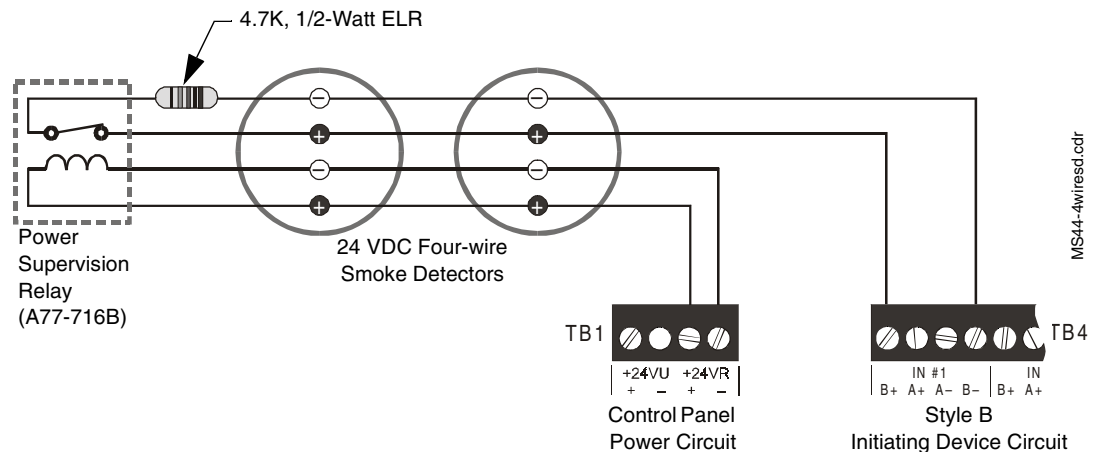 4.7K, 1/2-Watt ELR
Power
Supervision
Relay
(A77-716B)
24 VDC Four-wire
Smoke Detectors
MS44-4wiresd.cdr
TB1
+24VU +24VR
+ – + –
Control Panel
Power Circuit
TB4
IN #1 IN
B+ A+ A– B– B+ A+
Style B
Initiating Device Circuit